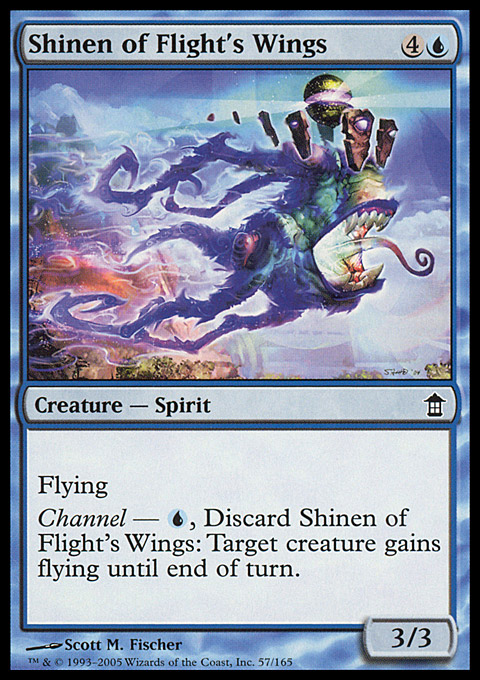 Shinen of Flight's Wings 4
Creature — Spirit
Flying
Channel — , Discard Shinen of
Flight's Wings: Target creature gains
flying until end of turn.
3/3
Scott M. Fischer
™ & © 1993–2005 Wizards of the Coast, Inc. 57/165